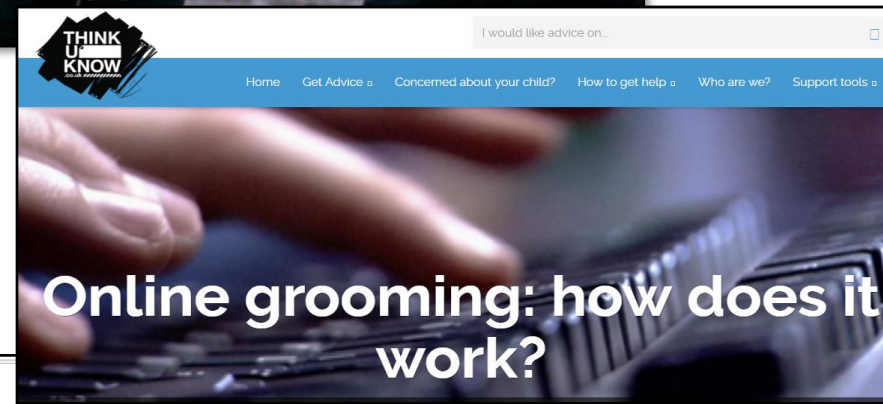 THINK
U
KNOW
.co.uk
I would like advice on...
Home Get Advice Concerned about your child? How to get help Who are we? Support tools
Online grooming: how does it
work?